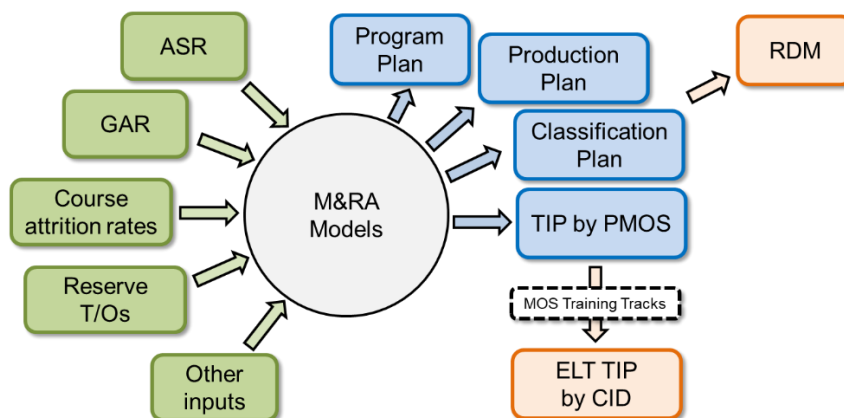 ASR
GAR
Course
attrition rates
Reserve
T/Os
Other
inputs
M&RA
Models
Program
Plan
Production
Plan
Classification
Plan
TIP by PMOS
RDM
MOS Training Tracks
ELT TIP
by CID